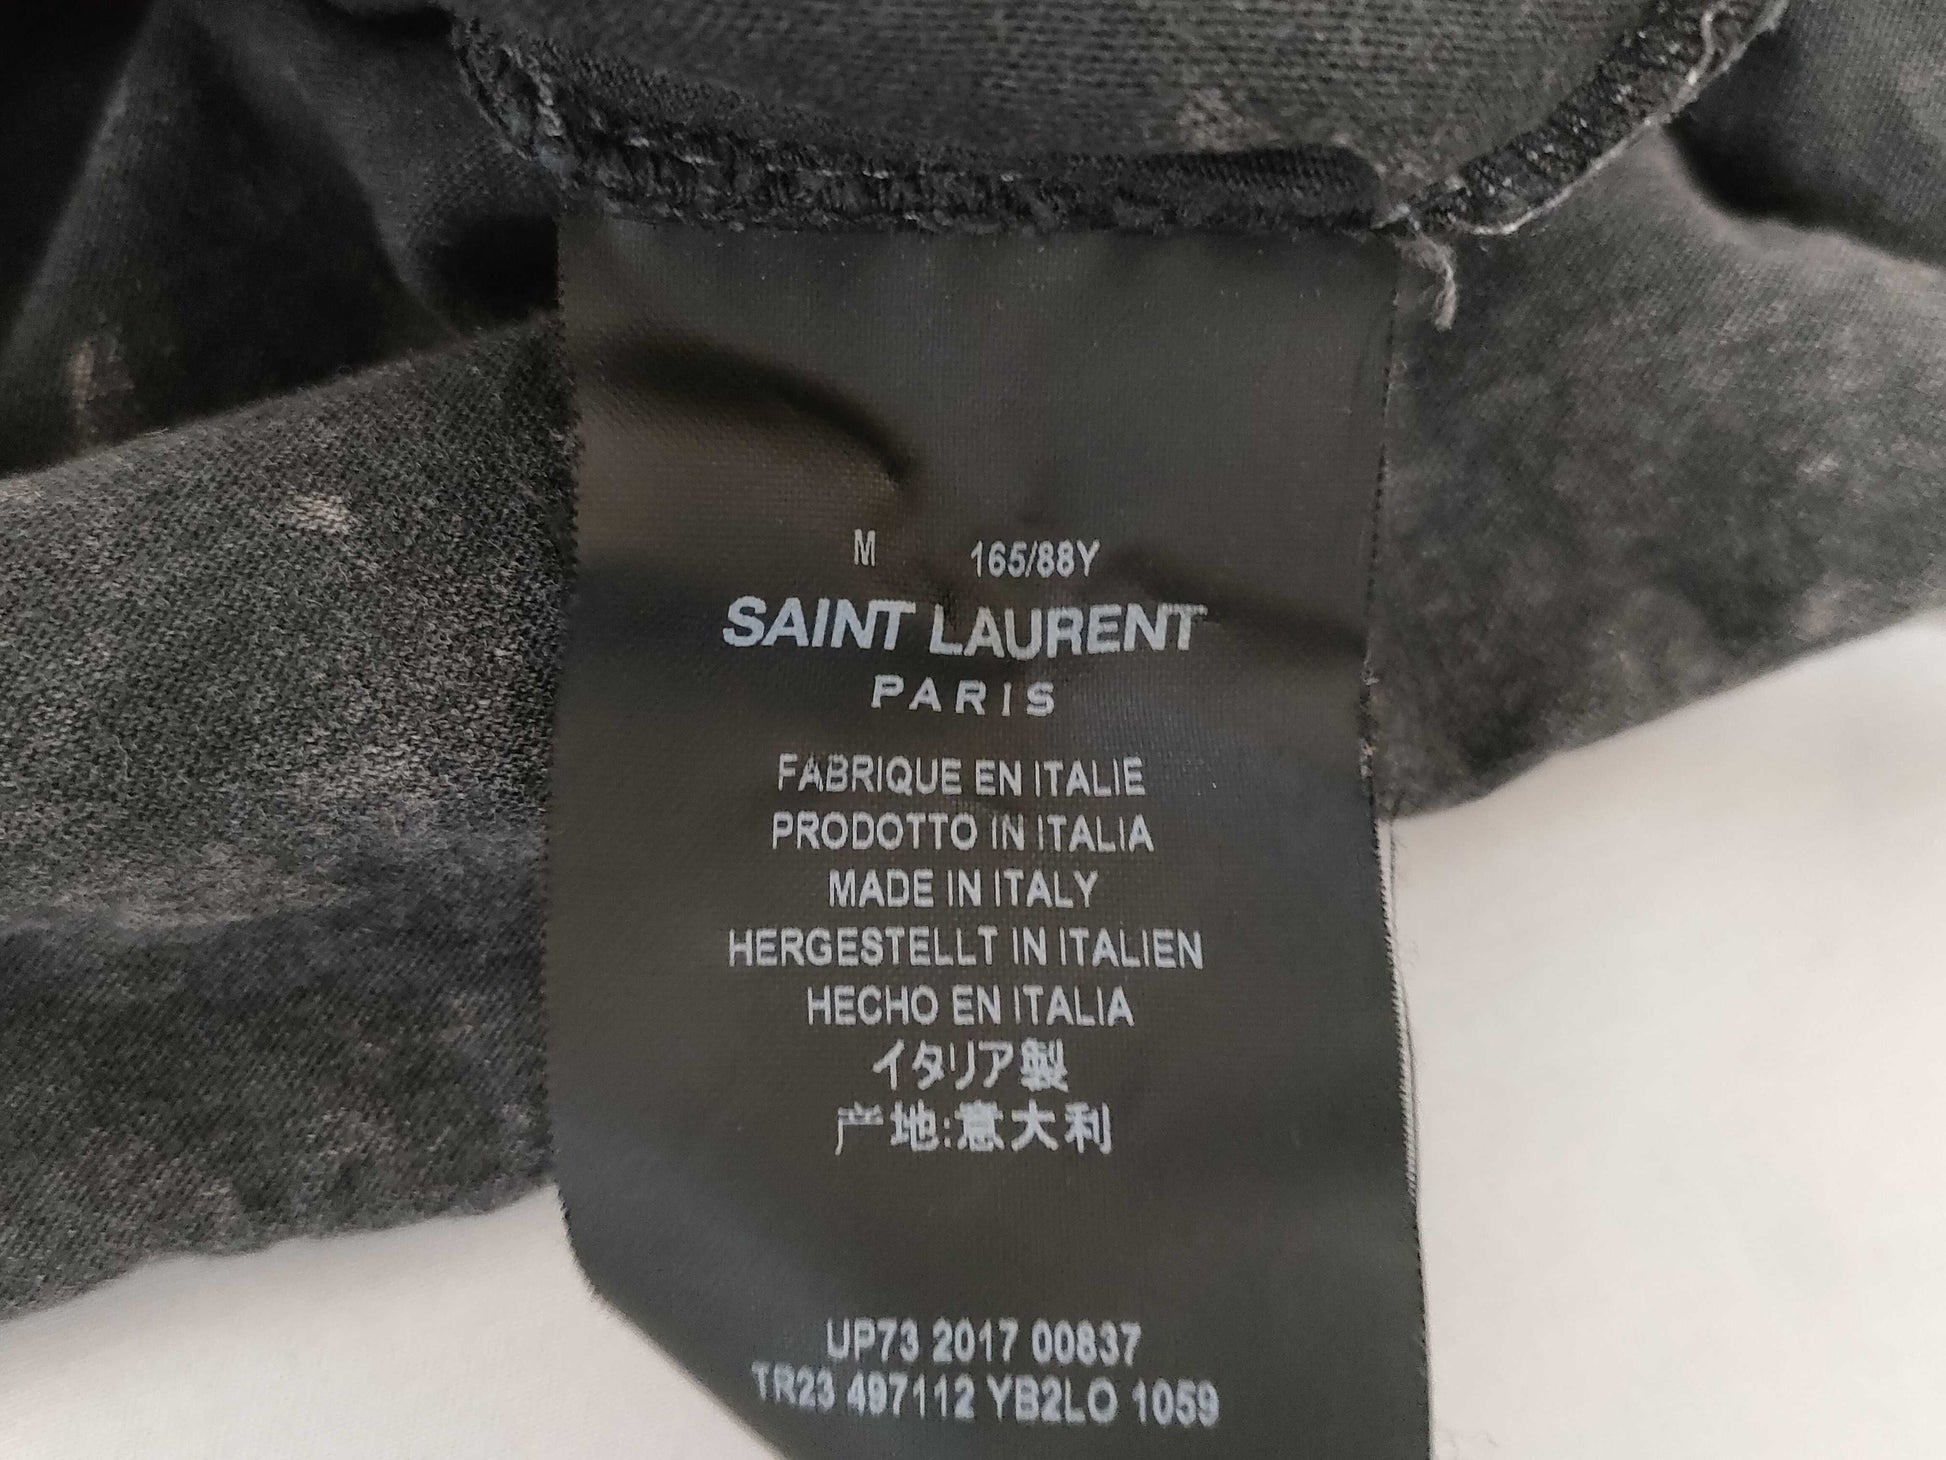 M 165/88Y
SAINT LAURENT
PARIS
FABRIQUE EN ITALIE
PRODOTTO IN ITALIA
MADE IN ITALY
HERGESTELLT IN ITALIEN
HECHO EN ITALIA
イタリア製
产地:意大利
UP73 2017 00837
TR23 497112 YB2LO 1059